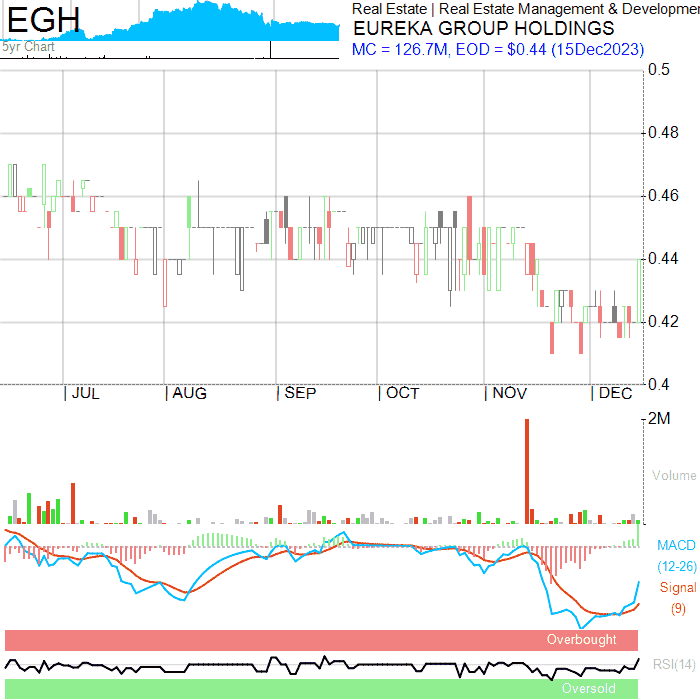 EGH
5yr Chart
Real Estate | Real Estate Management & Developmen
EUREKA GROUP HOLDINGS
MC = 126.7M, EOD = $0.44 (15Dec2023)
0.5
0.48
0.46
0.44
0.42
0.4
| JUL | AUG | SEP | OCT | NOV | DEC
2M
Volume
MACD
(12-26)
Signal
(9)
Overbought
RSI(14)
Oversold